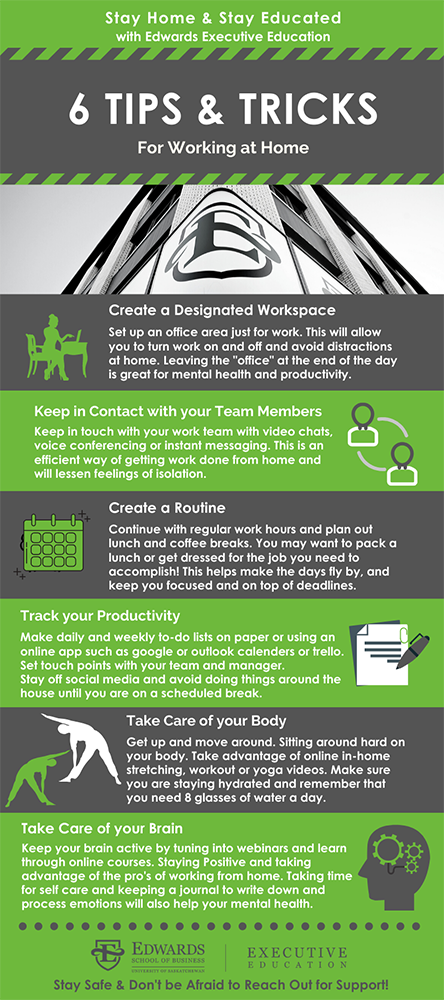 Stay Home & Stay Educated
with Edwards Executive Education
6 TIPS & TRICKS
For Working at Home
E
Create a Designated Workspace
Set up an office area just for work. This will allow
you to turn work on and off and avoid distractions
at home. Leaving the "office" at the end of the day
is great for mental health and productivity.
Keep in Contact with your Team Members
Keep in touch with your work team with video chats,
voice conferencing or instant messaging. This is an
efficient way of getting work done from home and
will lessen feelings of isolation.
Create a Routine
Continue with regular work hours and plan out
lunch and coffee breaks. You may want to pack a
lunch or get dressed for the job you need to
accomplish! This helps make the days fly by, and
keep you focused and on top of deadlines.
Track your Productivity
Make daily and weekly to-do lists on paper or using an
online app such as google or outlook calenders or trello.
Set touch points with your team and manager.
Stay off social media and avoid doing things around the
house until you are on a scheduled break.
Take Care of your Body
Get up and move around. Sitting around hard on
your body. Take advantage of online in-home
stretching, workout or yoga videos. Make sure
you are staying hydrated and remember that
you need 8 glasses of water a day.
Take Care of your Brain
Keep your brain active by tuning into webinars and learn
through online courses. Staying Positive and taking
advantage of the pro's of working from home. Taking time
for self care and keeping a journal to write down and
process emotions will also help your mental health.
EDWARDS
SCHOOL OF BUSINESS
UNIVERSITY OF SASKATCHEWAN
EXECUTIVE
EDUCATION
Stay Safe & Don't be Afraid to Reach Out for Support!